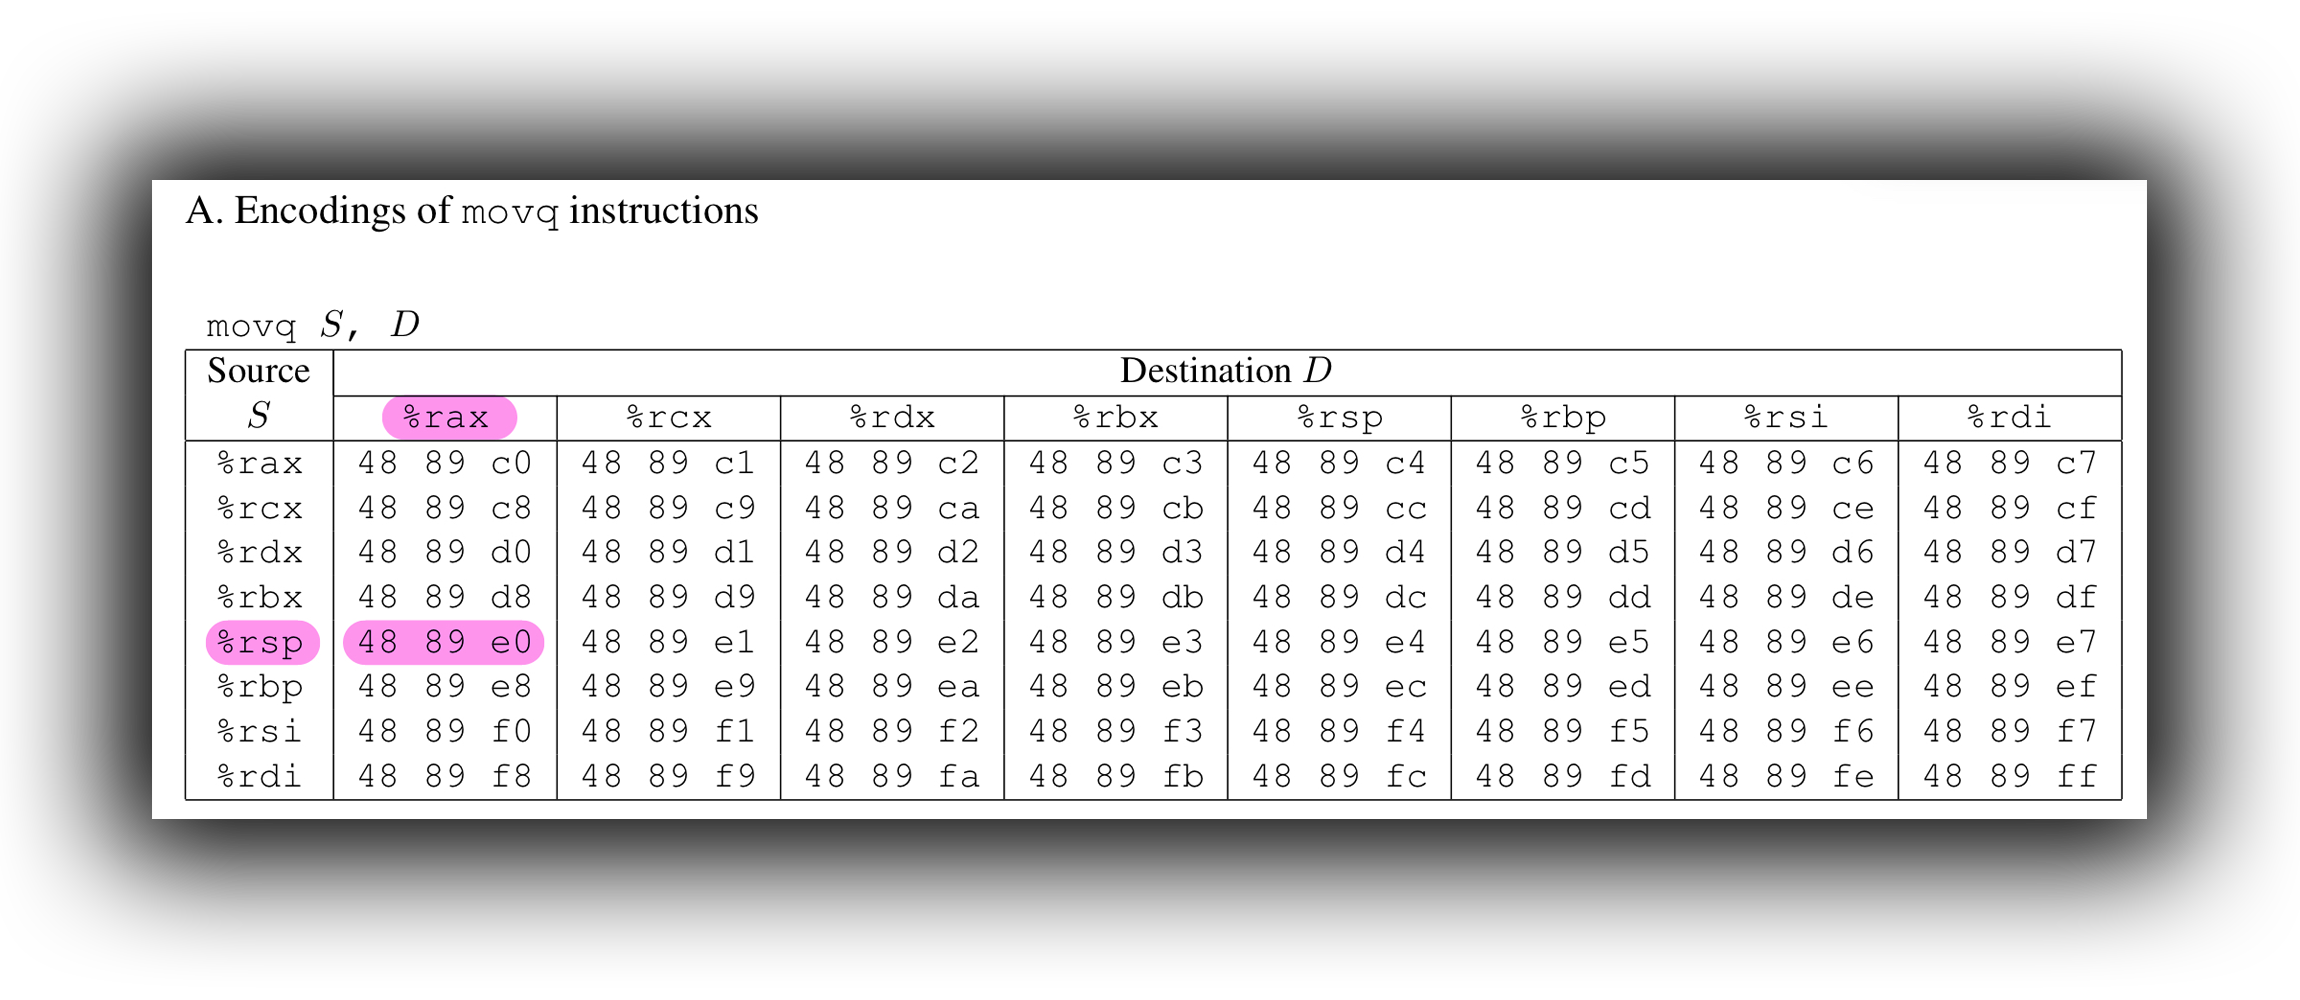 A. Encodings of movq instructions
movq S, D
Source Destination D
S %rax %rcx %rdx %rbx %rsp %rbp %rsi %rdi
%rax 48 89 c0 48 89 c1 48 89 c2 48 89 c3 48 89 c4 48 89 c5 48 89 c6 48 89 c7
%rcx 48 89 c8 48 89 c9 48 89 ca 48 89 cb 48 89 cc 48 89 cd 48 89 ce 48 89 cf
%rdx 48 89 d0 48 89 d1 48 89 d2 48 89 d3 48 89 d4 48 89 d5 48 89 d6 48 89 d7
%rbx 48 89 d8 48 89 d9 48 89 da 48 89 db 48 89 dc 48 89 dd 48 89 de 48 89 df
%rsp 48 89 e0 48 89 e1 48 89 e2 48 89 e3 48 89 e4 48 89 e5 48 89 e6 48 89 e7
%rbp 48 89 e8 48 89 e9 48 89 ea 48 89 eb 48 89 ec 48 89 ed 48 89 ee 48 89 ef
%rsi 48 89 f0 48 89 f1 48 89 f2 48 89 f3 48 89 f4 48 89 f5 48 89 f6 48 89 f7
%rdi 48 89 f8 48 89 f9 48 89 fa 48 89 fb 48 89 fc 48 89 fd 48 89 fe 48 89 ff